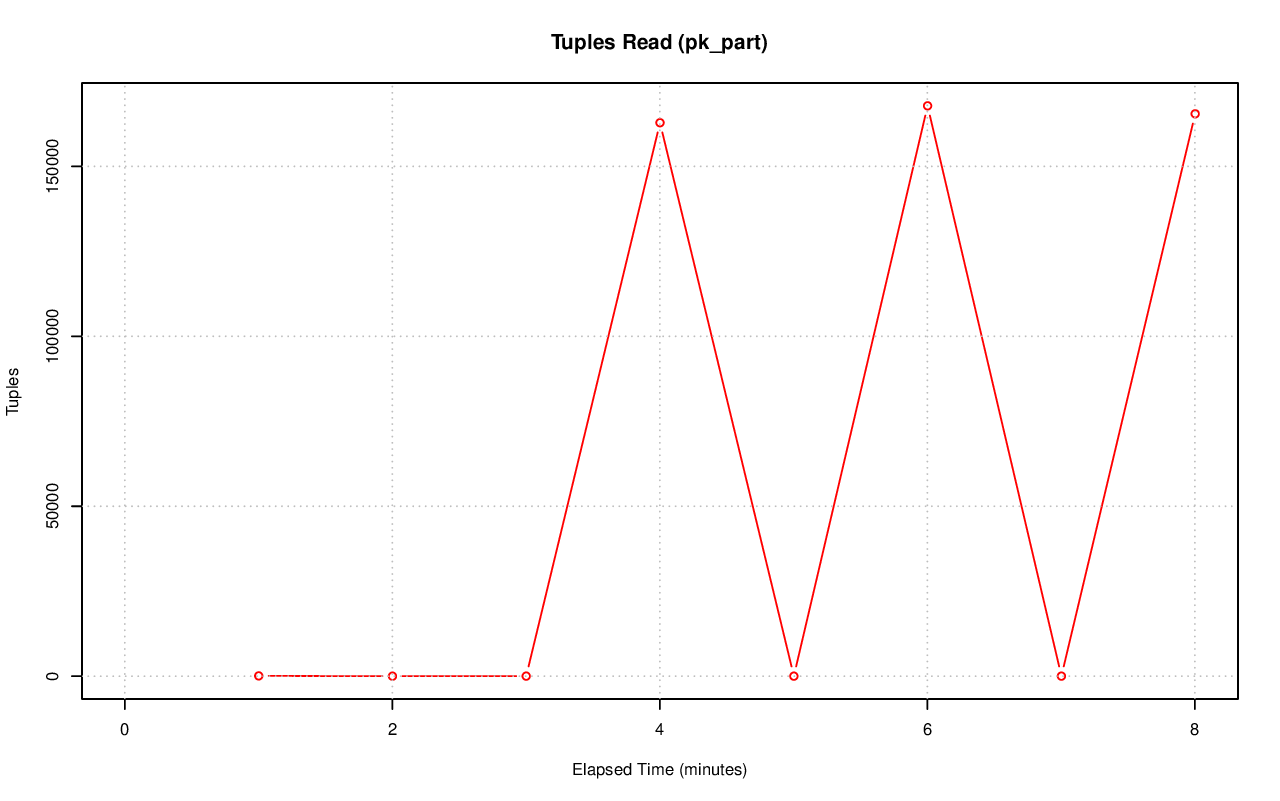 Tuples Read (pk_part)
150000
100000
50000
0
Tuples
0 2 4 6 8
Elapsed Time (minutes)